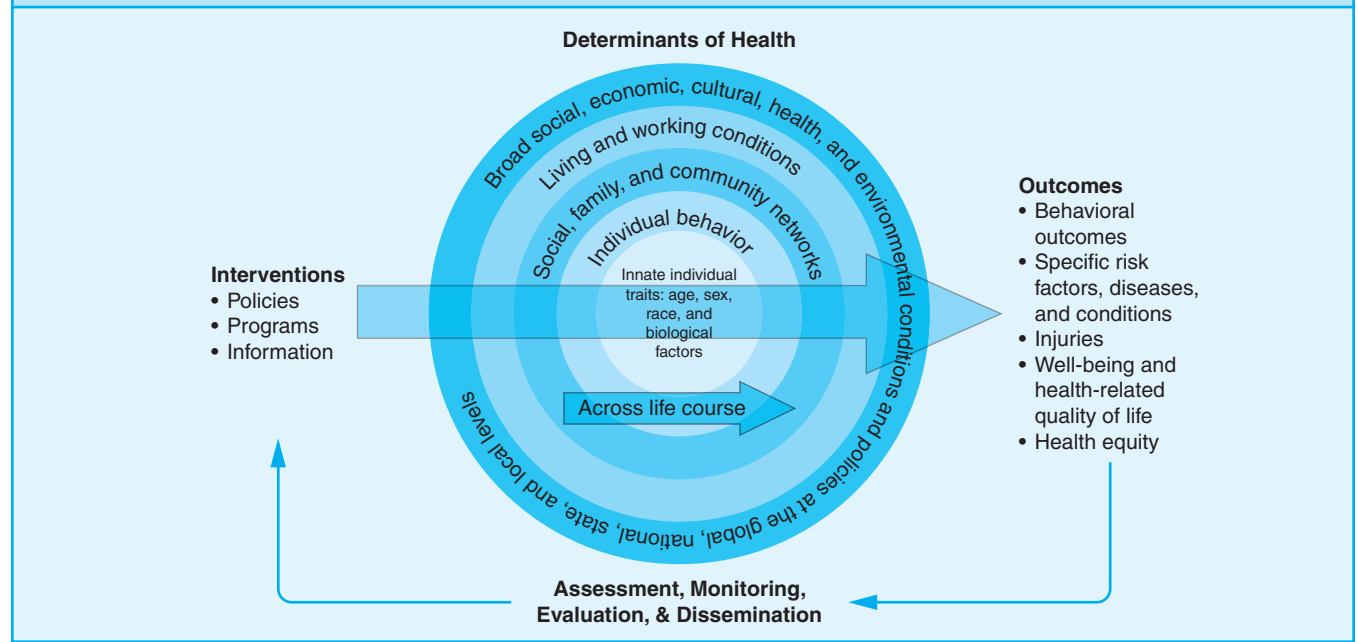 Determinants of Health
Broad social, economic, cultural, health, and environmental conditions and policies at the global, national, state, and local levels
Living and working conditions
Social, family, and community networks
Individual behavior
Innate individual
traits: age, sex,
race, and
biological
factors
Across life course
Interventions
• Policies
• Programs
• Information
Outcomes
• Behavioral
outcomes
• Specific risk
factors, diseases,
and conditions
• Injuries
• Well-being and
health-related
quality of life
• Health equity
Assessment, Monitoring,
Evaluation, & Dissemination